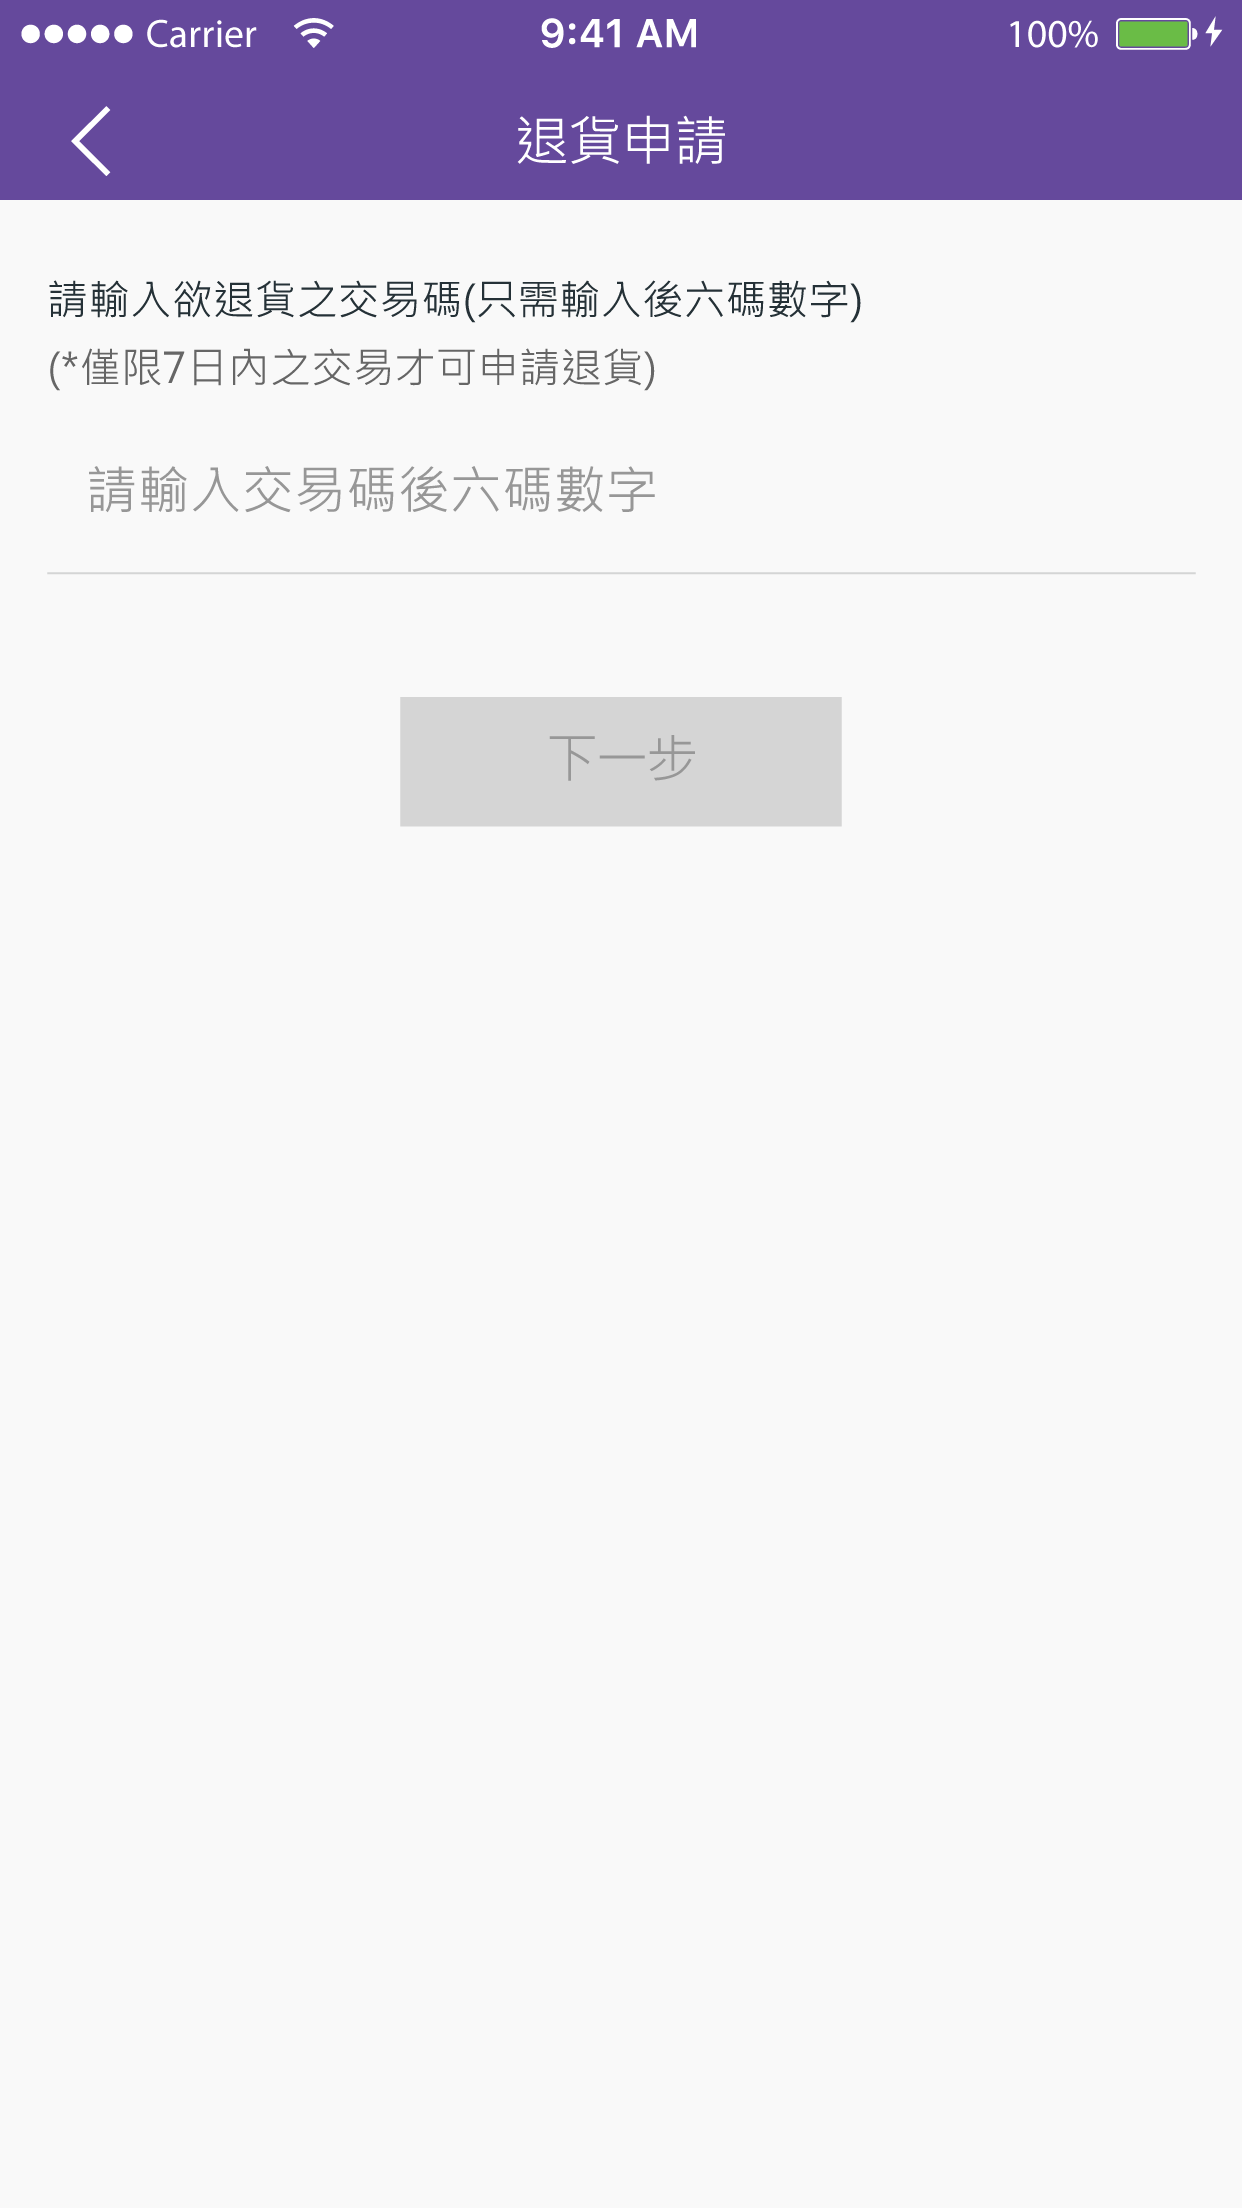 Carrier 9:41 AM 100%
退貨申請
請輸入欲退貨之交易碼(只需輸入後六碼數字)
(*僅限7日內之交易才可申請退貨)
請輸入交易碼後六碼數字
下一步